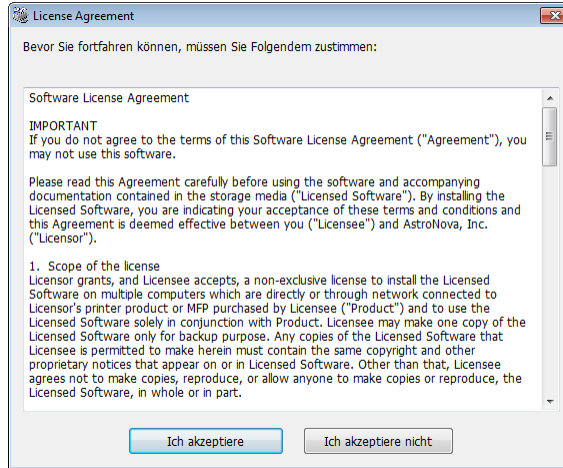 License Agreement
Bevor Sie fortfahren können, müssen Sie Folgendem zustimmen:
Software License Agreement
IMPORTANT
If you do not agree to the terms of this Software License Agreement ("Agreement"), you
may not use this software.
Please read this Agreement carefully before using the software and accompanying
documentation contained in the storage media ("Licensed Software"). By installing the
Licensed Software, you are indicating your acceptance of these terms and conditions and
this Agreement is deemed effective between you ("Licensee") and AstroNova, Inc.
("Licensor").
1.  Scope of the license
Licensor grants, and Licensee accepts, a non-exclusive license to install the Licensed
Software on multiple computers which are directly or through network connected to
Licensor's printer product or MFP purchased by Licensee ("Product") and to use the
Licensed Software solely in conjunction with Product. Licensee may make one copy of the
Licensed Software only for backup purpose. Any copies of the Licensed Software that
Licensee is permitted to make herein must contain the same copyright and other
proprietary notices that appear on or in Licensed Software. Other than that, Licensee
agrees not to make copies, reproduce, or allow anyone to make copies or reproduce, the
Licensed Software, in whole or in part.
Ich akzeptiere
Ich akzeptiere nicht